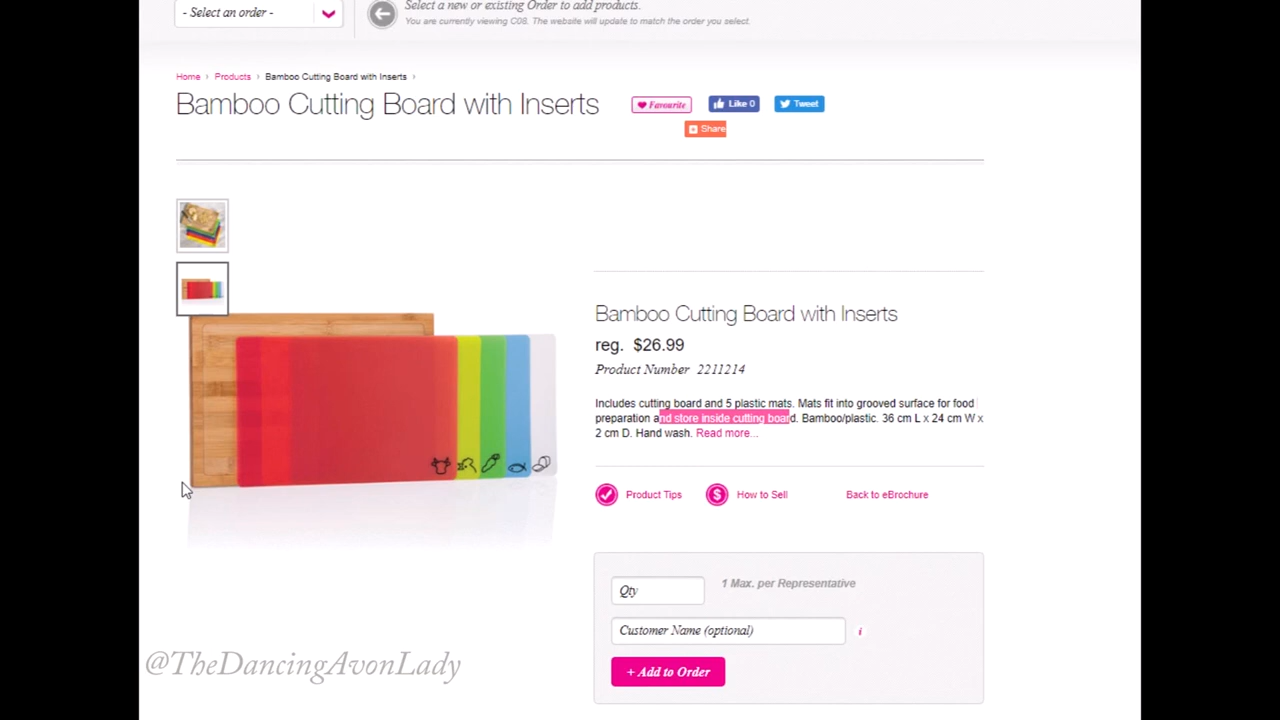 - Select an order -
Select a new or existing Order to add products.
You are currently viewing C08. The website will update to match the order you select.
Home › Products › Bamboo Cutting Board with Inserts ›
Bamboo Cutting Board with Inserts
Favourite
Like 0
Tweet
Share
Bamboo Cutting Board with Inserts
reg. $26.99
Product Number 2211214
Includes cutting board and 5 plastic mats. Mats fit into grooved surface for food
preparation and store inside cutting board. Bamboo/plastic. 36 cm L x 24 cm W x
2 cm D. Hand wash. Read more...
Product Tips
How to Sell
Back to eBrochure
Qty
1 Max. per Representative
Customer Name (optional)
i
+ Add to Order
@TheDancingAvonLady